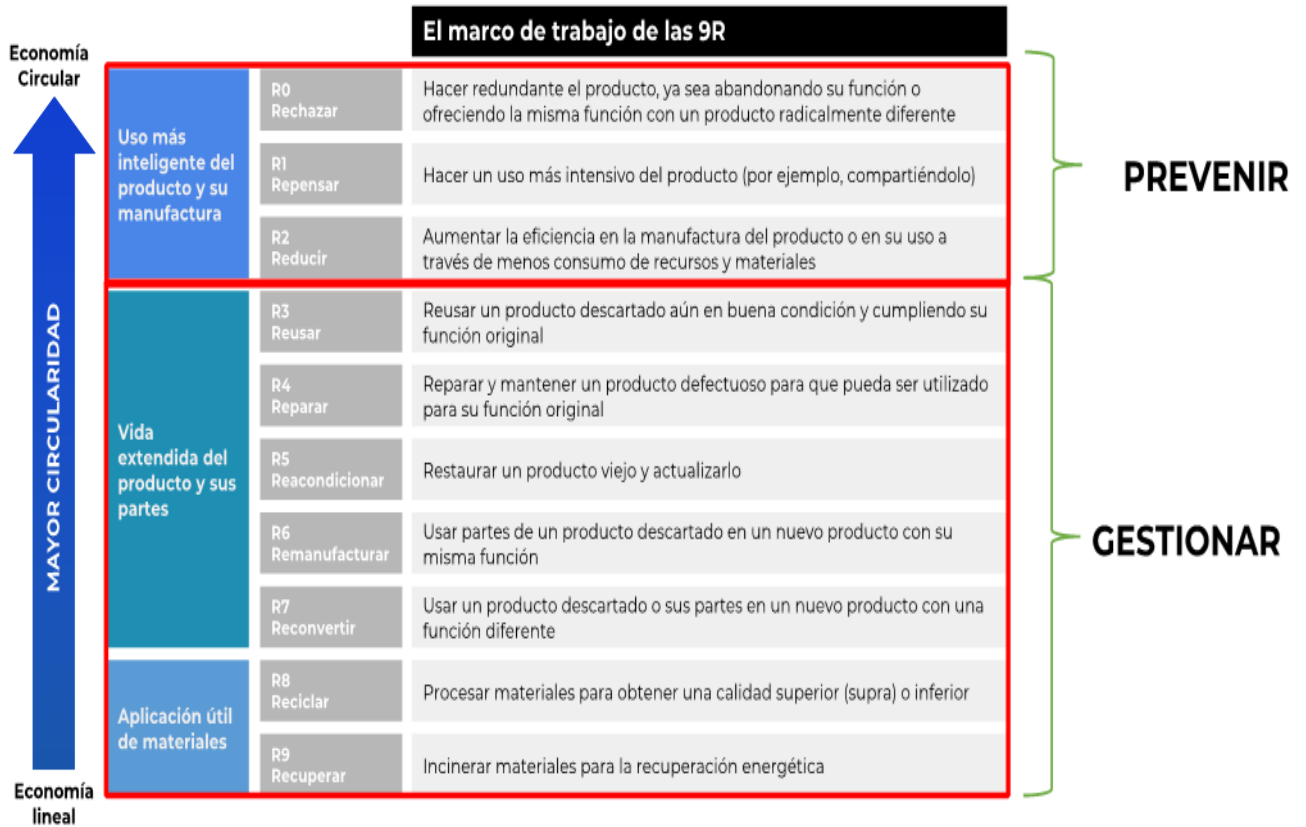 El marco de trabajo de las 9R
Economía
Circular
MAYOR CIRCULARIDAD
Economía
lineal
Uso más
inteligente del
producto y su
manufactura
R0
Rechazar
Hacer redundante el producto, ya sea abandonando su función o
ofreciendo la misma función con un producto radicalmente diferente
R1
Repensar
Hacer un uso más intensivo del producto (por ejemplo, compartiéndolo)
R2
Reducir
Aumentar la eficiencia en la manufactura del producto o en su uso a
través de menos consumo de recursos y materiales
PREVENIR
Vida
extendida del
producto y sus
partes
R3
Reusar
Reusar un producto descartado aún en buena condición y cumpliendo su
función original
R4
Reparar
Reparar y mantener un producto defectuoso para que pueda ser utilizado
para su función original
R5
Reacondicionar
Restaurar un producto viejo y actualizarlo
R6
Remanufacturar
Usar partes de un producto descartado en un nuevo producto con su
misma función
R7
Reconvertir
Usar un producto descartado o sus partes en un nuevo producto con una
función diferente
Aplicación útil
de materiales
R8
Reciclar
Procesar materiales para obtener una calidad superior (supra) o inferior
R9
Recuperar
Incinerar materiales para la recuperación energética
GESTIONAR